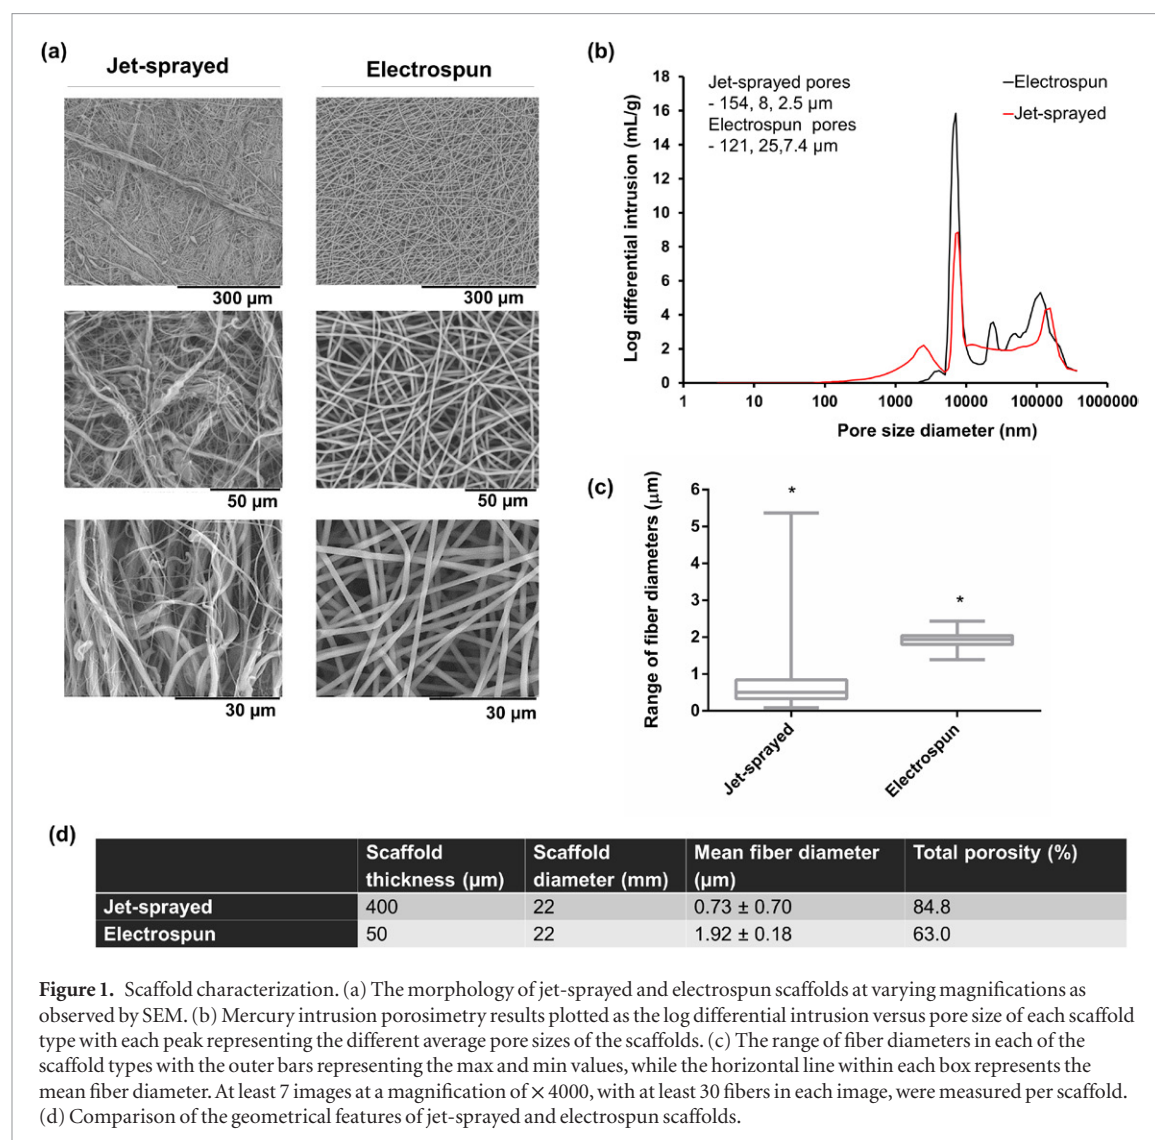 (a)
Jet-sprayed
Electrospun
300 µm
300 µm
50 µm
50 µm
30 µm
30 µm
(b)
Log differential intrusion (mL/g)
18
16
14
12
10
8
6
4
2
0
Jet-sprayed pores
- 154, 8, 2.5 µm
Electrospun pores
- 121, 25,7.4 µm
Electrospun
Jet-sprayed
1
10
100
1000
10000
100000
1000000
Pore size diameter (nm)
(c)
Range of fiber diameters (µm)
6
5
4
3
2
1
0
*
*
Jet-sprayed
Electrospun
(d)
Scaffold thickness (µm) Scaffold diameter (mm) Mean fiber diameter (µm) Total porosity (%)
Jet-sprayed 400 22 0.73 ± 0.70 84.8
Electrospun 50 22 1.92 ± 0.18 63.0
Figure 1. Scaffold characterization. (a) The morphology of jet-sprayed and electrospun scaffolds at varying magnifications as
observed by SEM. (b) Mercury intrusion porosimetry results plotted as the log differential intrusion versus pore size of each scaffold
type with each peak representing the different average pore sizes of the scaffolds. (c) The range of fiber diameters in each of the
scaffold types with the outer bars representing the max and min values, while the horizontal line within each box represents the
mean fiber diameter. At least 7 images at a magnification of × 4000, with at least 30 fibers in each image, were measured per scaffold.
(d) Comparison of the geometrical features of jet-sprayed and electrospun scaffolds.